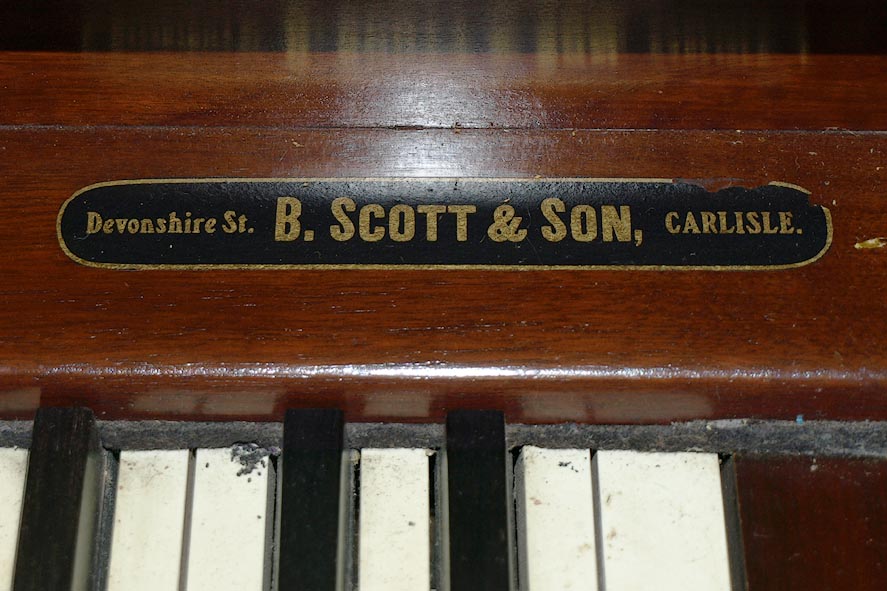 Devonshire St. B. SCOTT & SON, CARLISLE.